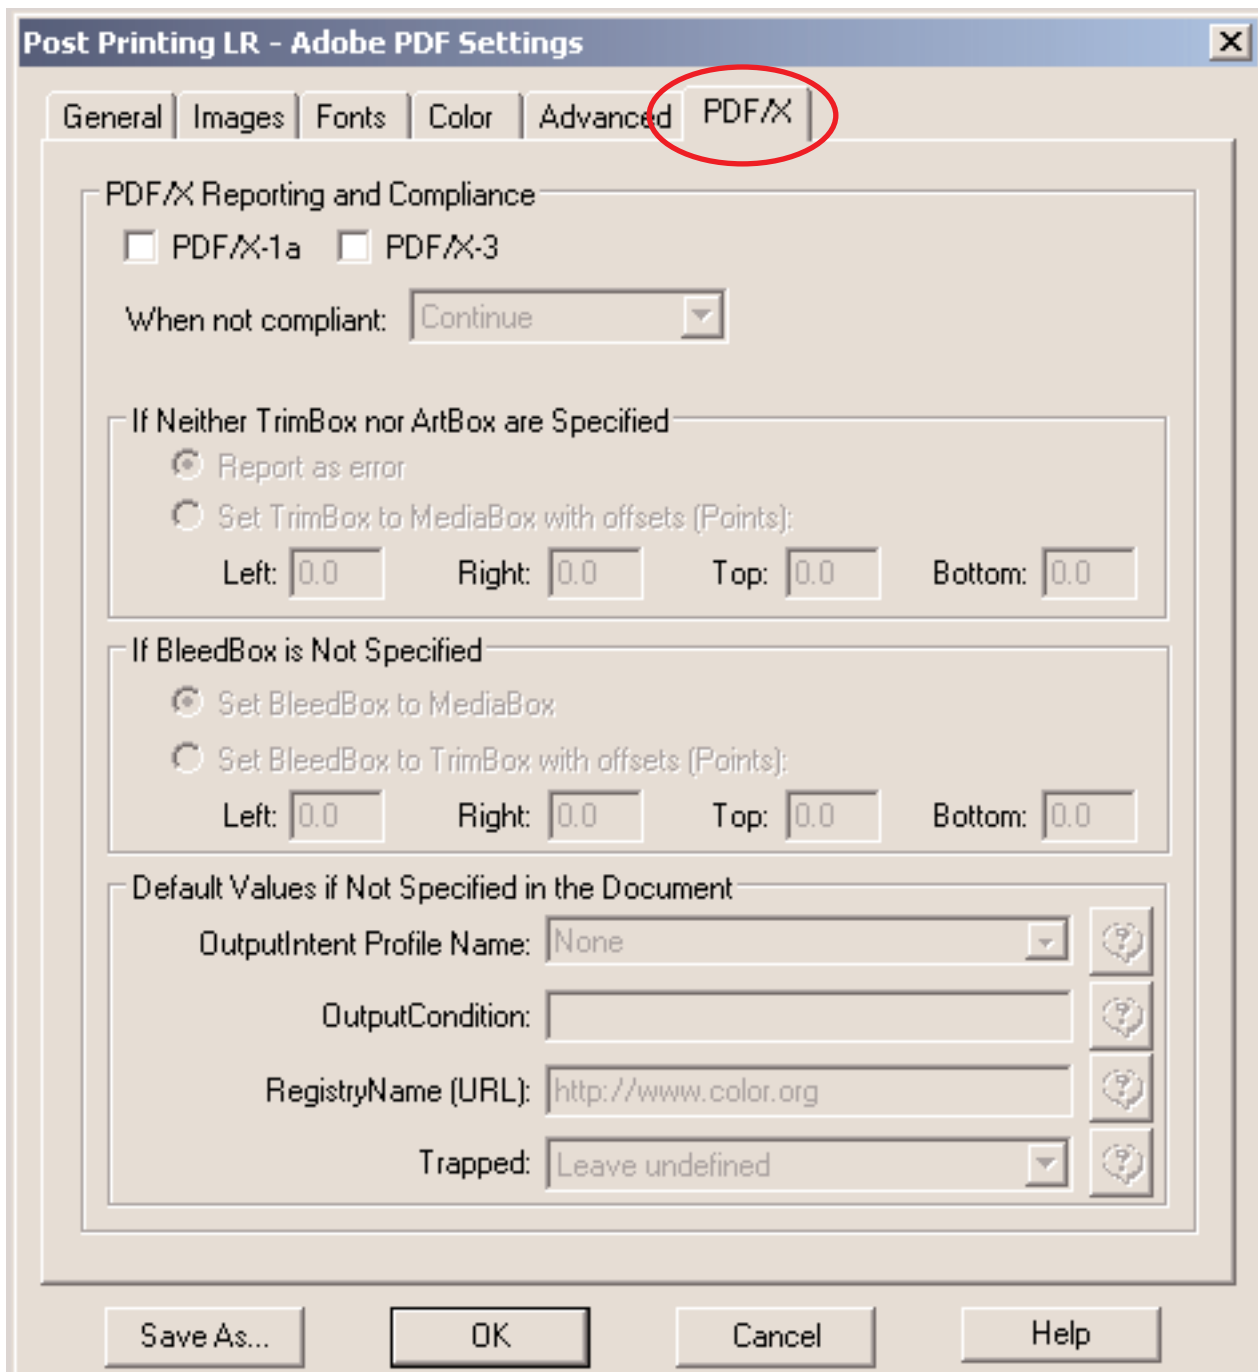 Post Printing LR - Adobe PDF Settings
General Images Fonts Color Advanced PDF/X
PDF/X Reporting and Compliance
PDF/X-1a PDF/X-3
When not compliant: Continue
If Neither TrimBox nor ArtBox are Specified
Report as error
Set TrimBox to MediaBox with offsets (Points):
Left: 0.0 Right: 0.0 Top: 0.0 Bottom: 0.0
If BleedBox is Not Specified
Set BleedBox to MediaBox
Set BleedBox to TrimBox with offsets (Points):
Left: 0.0 Right: 0.0 Top: 0.0 Bottom: 0.0
Default Values if Not Specified in the Document
OutputIntent Profile Name: None ?
OutputCondition: ?
RegistryName (URL): http://www.color.org ?
Trapped: Leave undefined ?
Save As... OK Cancel Help